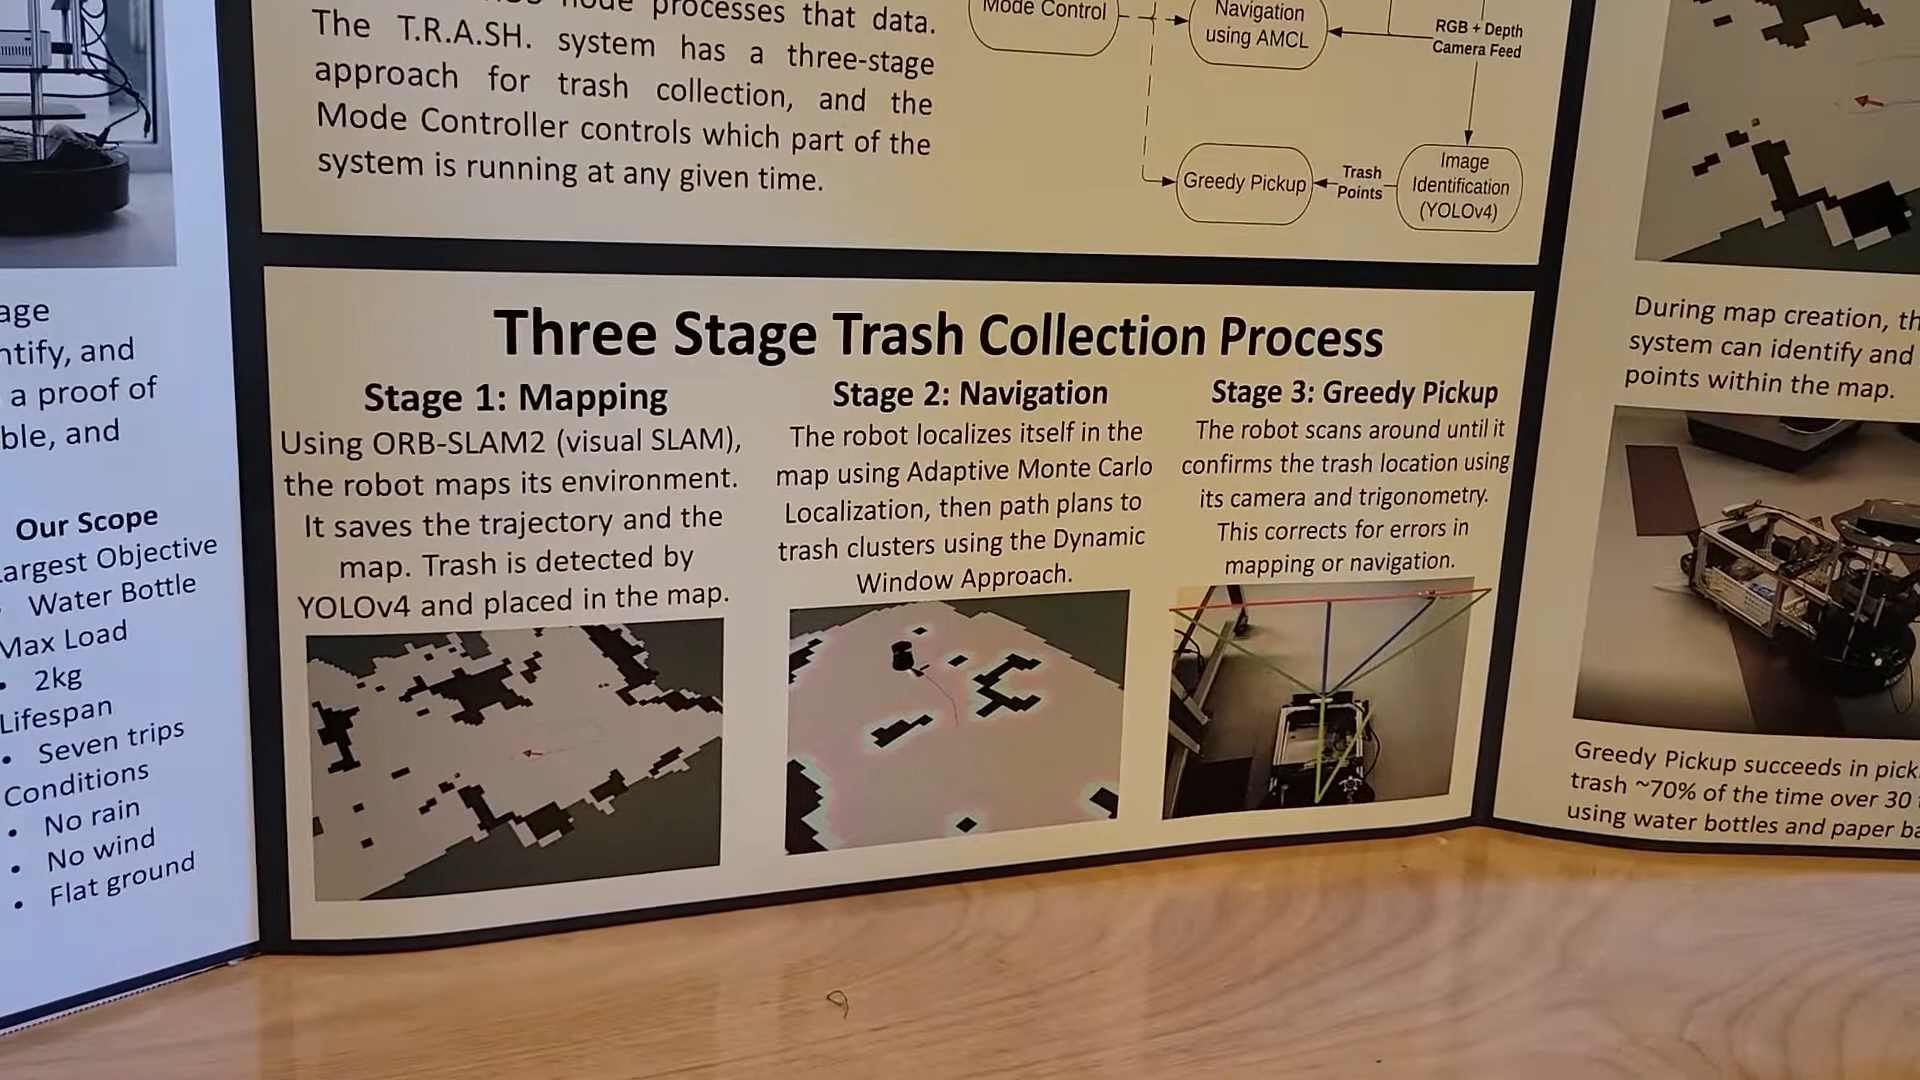 processes that data.
The T.R.A.SH. system has a three-stage
approach for trash collection, and the
Mode Controller controls which part of the
system is running at any given time.
Mode Control
Navigation
using AMCL
RGB + Depth
Camera Feed
Greedy Pickup
Trash
Points
Image
Identification
(YOLOv4)
Three Stage Trash Collection Process
Stage 1: Mapping
Using ORB-SLAM2 (visual SLAM),
the robot maps its environment.
It saves the trajectory and the
map. Trash is detected by
YOLOv4 and placed in the map.
Stage 2: Navigation
The robot localizes itself in the
map using Adaptive Monte Carlo
Localization, then path plans to
trash clusters using the Dynamic
Window Approach.
Stage 3: Greedy Pickup
The robot scans around until it
confirms the trash location using
its camera and trigonometry.
This corrects for errors in
mapping or navigation.
and
a proof of
and
Our Scope
Largest Objective
• Water Bottle
Max Load
• 2kg
Lifespan
• Seven trips
Conditions
• No rain
• No wind
• Flat ground
During map creation,
system can identify and
points within the map.
Greedy Pickup succeeds in
trash ~70% of the time over 30
using water bottles and paper